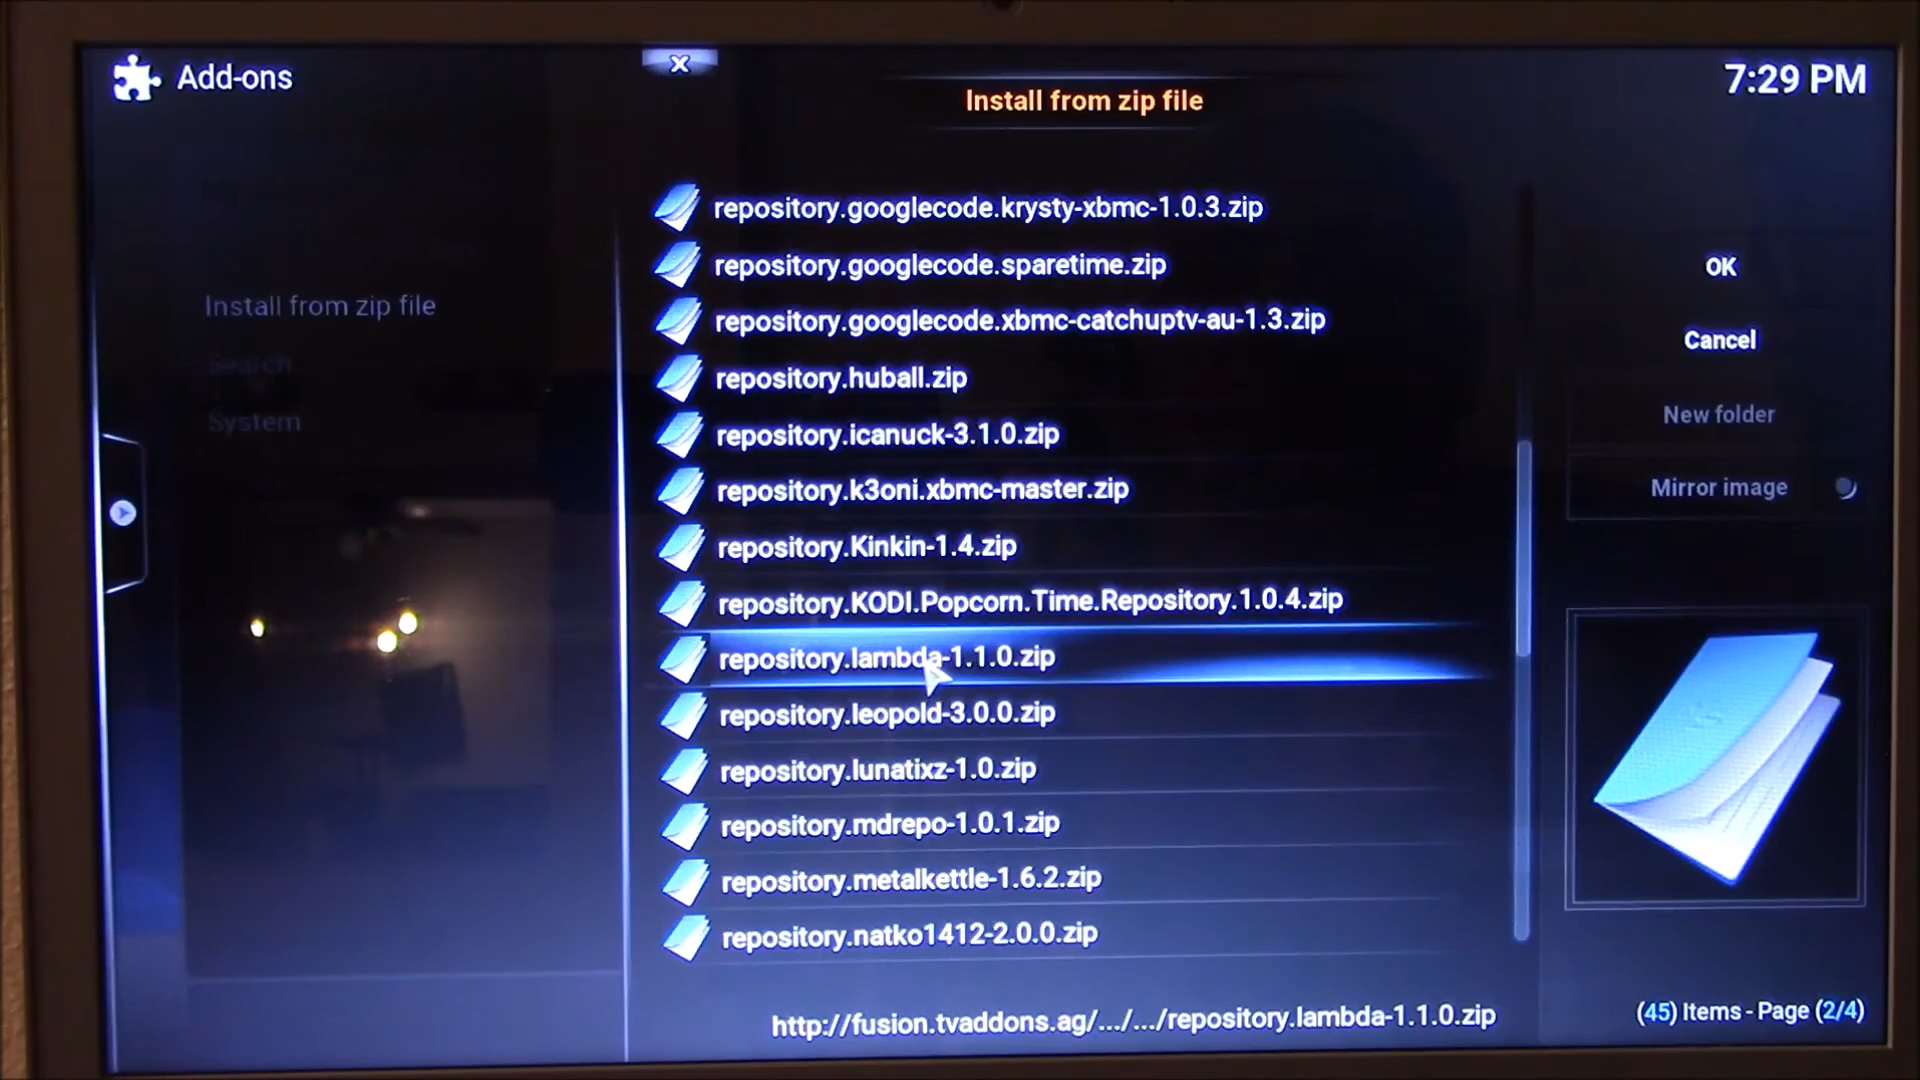 Add-ons
X
Install from zip file
7:29 PM
Install from zip file
Search
System
repository.googlecode.krysty-xbmc-1.0.3.zip
repository.googlecode.sparetime.zip
repository.googlecode.xbmc-catchuptv-au-1.3.zip
repository.huball.zip
repository.icanuck-3.1.0.zip
repository.k3oni.xbmc-master.zip
repository.Kinkin-1.4.zip
repository.KODI.Popcorn.Time.Repository.1.0.4.zip
repository.lambda-1.1.0.zip
repository.leopold-3.0.0.zip
repository.lunatixz-1.0.zip
repository.mdrepo-1.0.1.zip
repository.metalkettle-1.6.2.zip
repository.natko1412-2.0.0.zip
OK
Cancel
New folder
Mirror image
http://fusion.tvaddons.ag/.../.../repository.lambda-1.1.0.zip
(45) Items - Page (2/4)